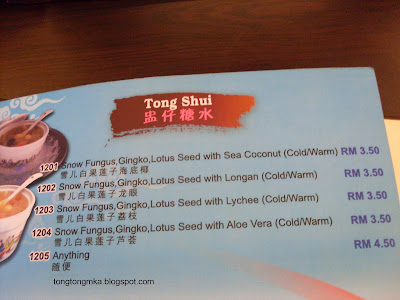 Tong Shui
盅仔糖水
1201 Snow Fungus,Gingko,Lotus Seed with Sea Coconut (Cold/Warm) RM 3.50
雪儿白果莲子海底椰
1202 Snow Fungus,Gingko,Lotus Seed with Longan (Cold/Warm) RM 3.50
雪儿白果莲子龙眼
1203 Snow Fungus,Gingko,Lotus Seed with Lychee (Cold/Warm) RM 3.50
雪儿白果莲子荔枝
1204 Snow Fungus,Gingko,Lotus Seed with Aloe Vera (Cold/Warm) RM 3.50
雪儿白果莲子芦荟
1205 Anything RM 4.50
随便
tongtongmka.blogspot.com